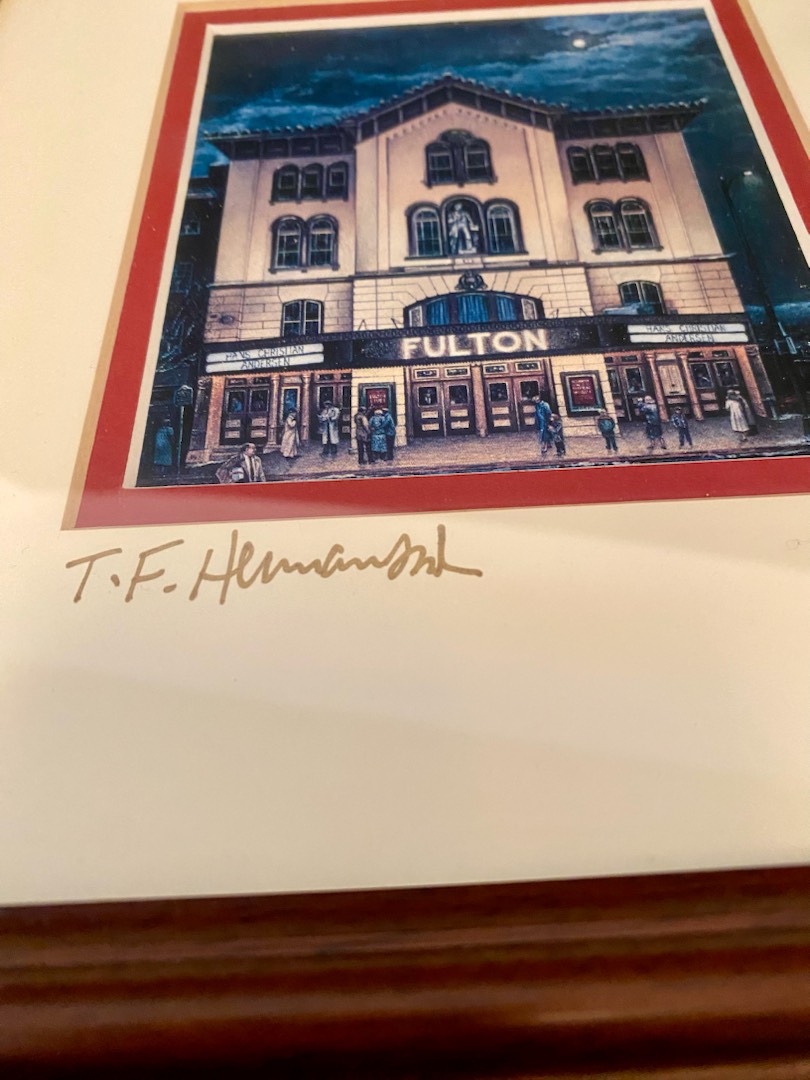 FULTON
HANS CHRISTIAN
ANDERSEN
HANS CHRISTIAN
ANDERSEN
T.F. Hermansader